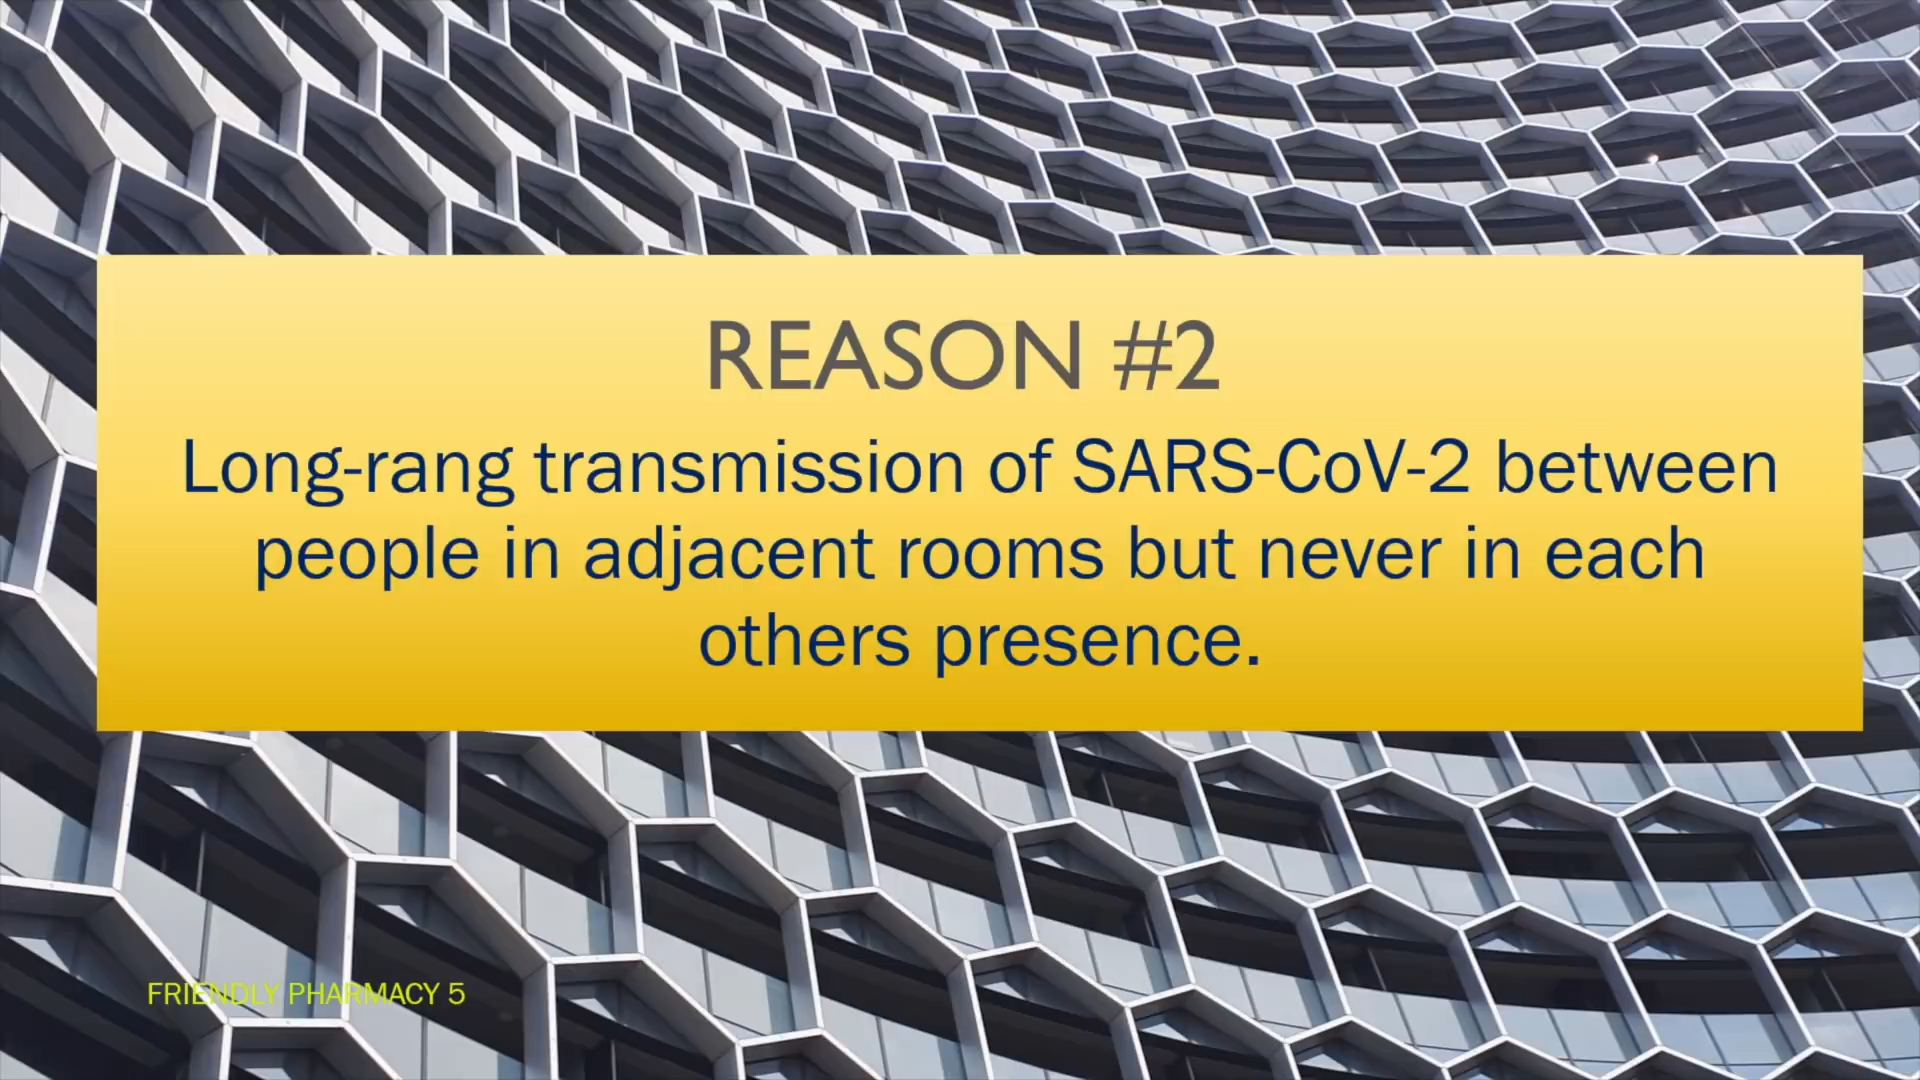 REASON #2
Long-rang transmission of SARS-CoV-2 between
people in adjacent rooms but never in each
others presence.
FRIENDLY PHARMACY 5